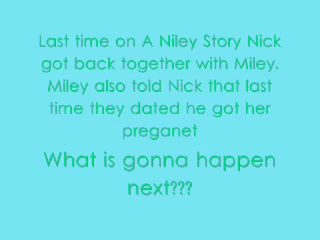 Last time on A Niley Story Nick
got back together with Miley.
Miley also told Nick that last
time they dated he got her
preganet
What is gonna happen
next???